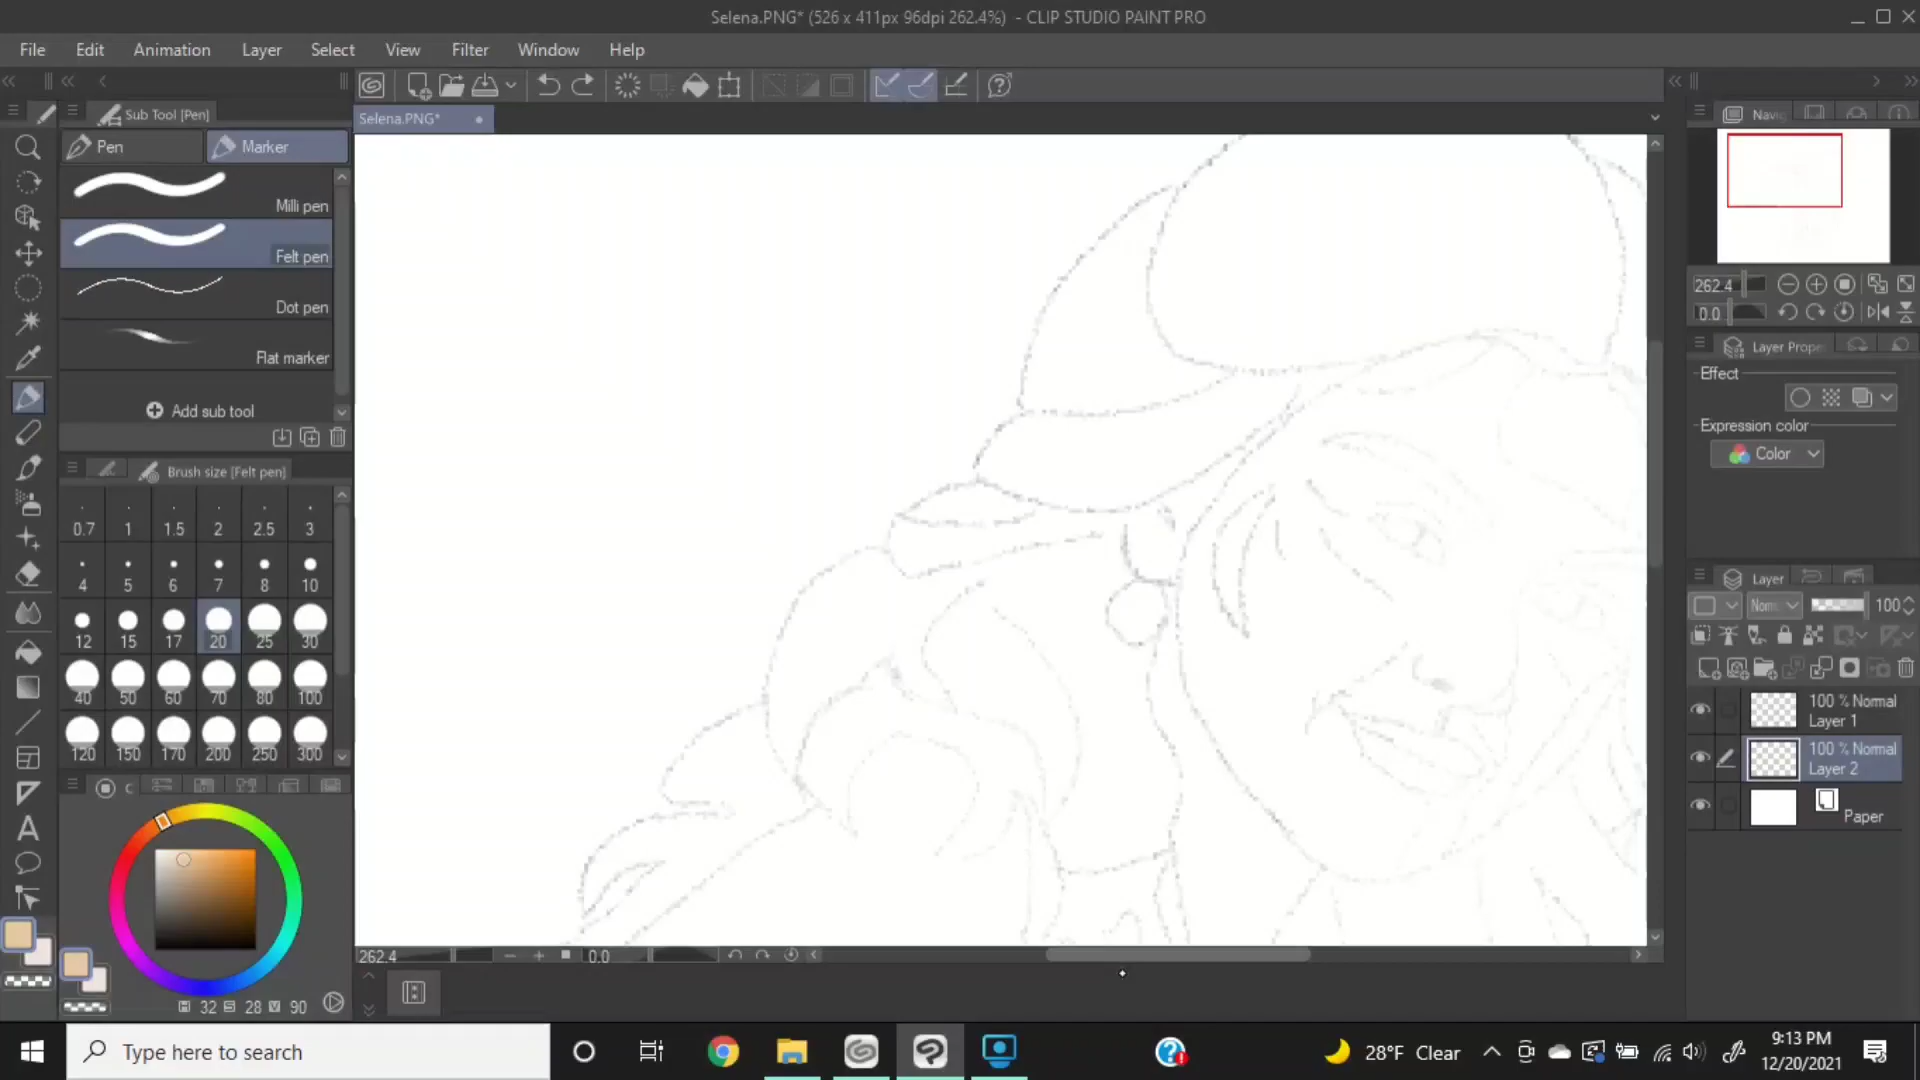 Selena.PNG* (526 x 411px 96dpi 262.4%) - CLIP STUDIO PAINT PRO
File Edit Animation Layer Select View Filter Window Help
Sub Tool [Pen]
Selena.PNG*
Pen Marker
Milli pen
Felt pen
Dot pen
Flat marker
Add sub tool
Brush size [Felt pen]
0.7 1 1.5 2 2.5 3
4 5 6 7 8 10
12 15 17 20 25 30
40 50 60 70 80 100
120 150 170 200 250 300
C
H 32 S 28 V 90
262.4 0.0
Navig
262.4
0.0
Layer Prope
Effect
Expression color
Color
Layer
Norm 100
100 % Normal
Layer 1
100 % Normal
Layer 2
Paper
Type here to search
28°F Clear
9:13 PM
12/20/2021